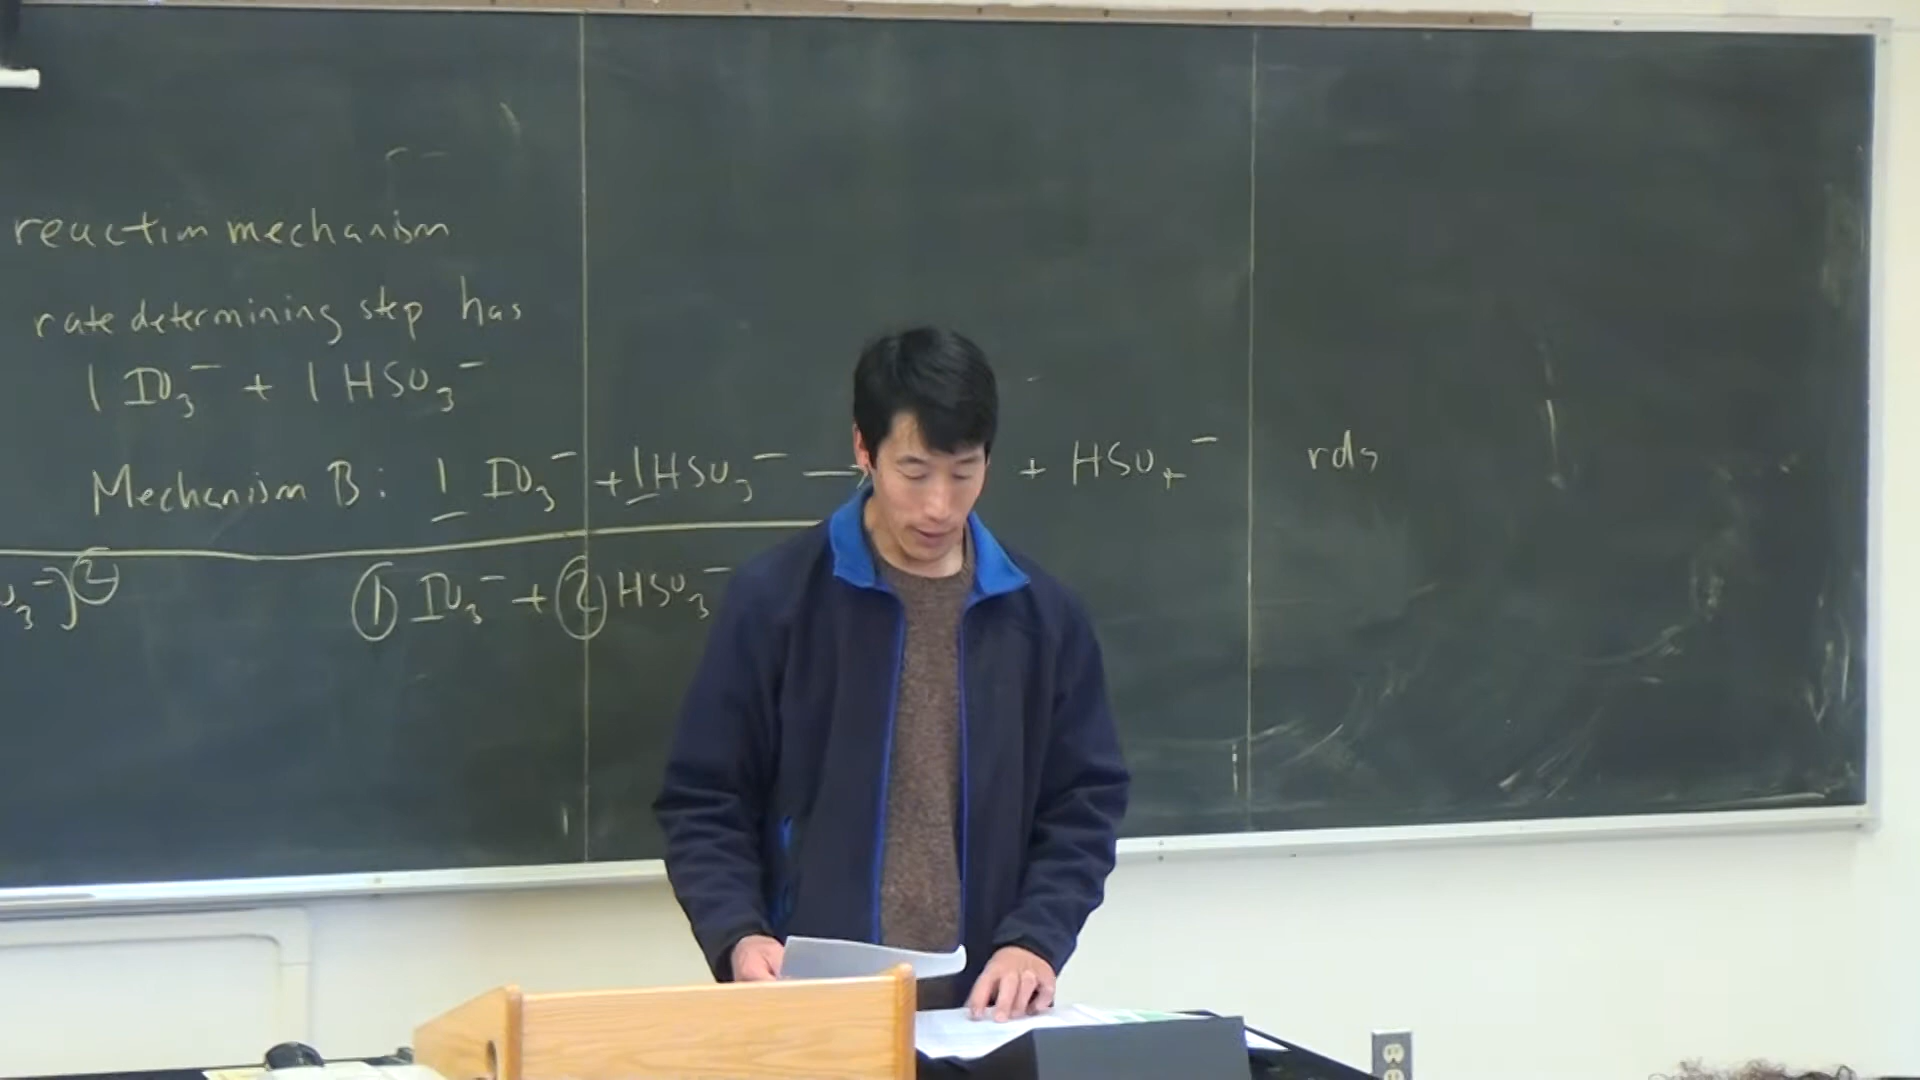 reaction mechanism
rate determining step has
1 IO₃⁻ + 1 HSO₃⁻
Mechanism B: 1 IO₃⁻ + 1 HSO₃⁻ → + HSO₄⁻ rds
O₃⁻]② ① IO₃⁻ + ② HSO₃⁻